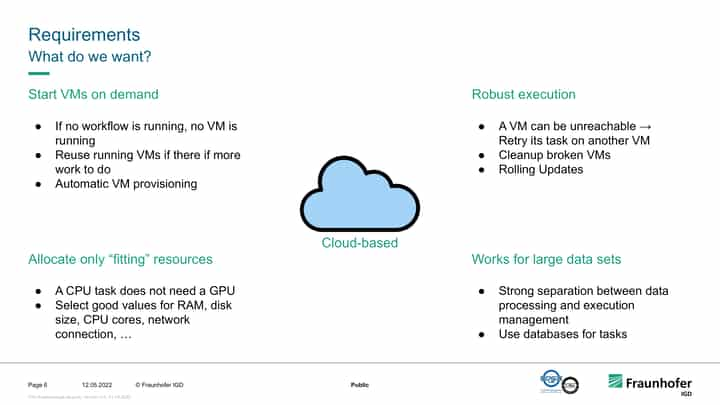 Requirements
What do we want?
Start VMs on demand
● If no workflow is running, no VM is
running
● Reuse running VMs if there if more
work to do
● Automatic VM provisioning
Robust execution
● A VM can be unreachable →
Retry its task on another VM
● Cleanup broken VMs
● Rolling Updates
Cloud-based
Allocate only “fitting” resources
● A CPU task does not need a GPU
● Select good values for RAM, disk
size, CPU cores, network
connection, …
Works for large data sets
● Strong separation between data
processing and execution
management
● Use databases for tasks
Page 6 12.05.2022 © Fraunhofer IGD Public
Fraunhofer
IGD